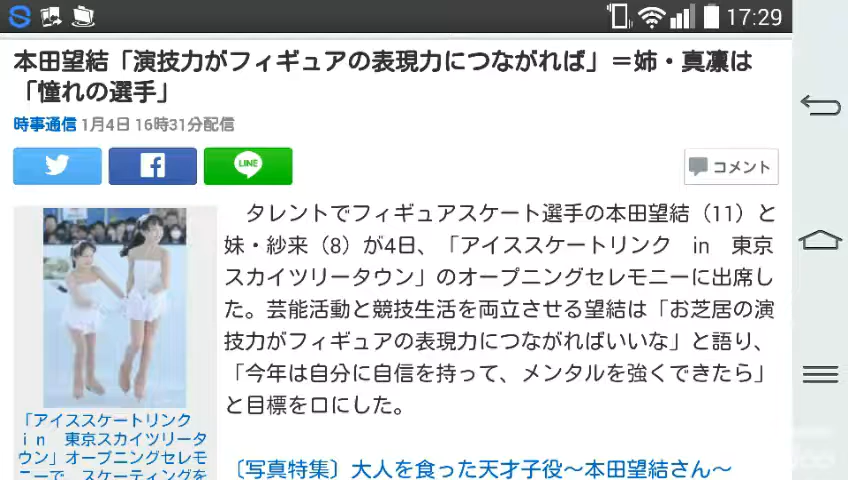 17:29
本田望結「演技力がフィギュアの表現力につながれば」＝姉・真凛は
「憧れの選手」
時事通信 1月4日 16時31分配信
LINE
コメント
タレントでフィギュアスケート選手の本田望結（11）と
妹・紗来（8）が4日、「アイススケートリンク　in　東京
スカイツリータウン」のオープニングセレモニーに出席し
た。芸能活動と競技生活を両立させる望結は「お芝居の演
技力がフィギュアの表現力につながればいいな」と語り、
「今年は自分に自信を持って、メンタルを強くできたら」
と目標を口にした。
「アイススケートリンク
ｉｎ　東京スカイツリータ
ウン」オープニングセレモ
ニーで、スケーティングを
〔写真特集〕大人を食った天才子役～本田望結さん～